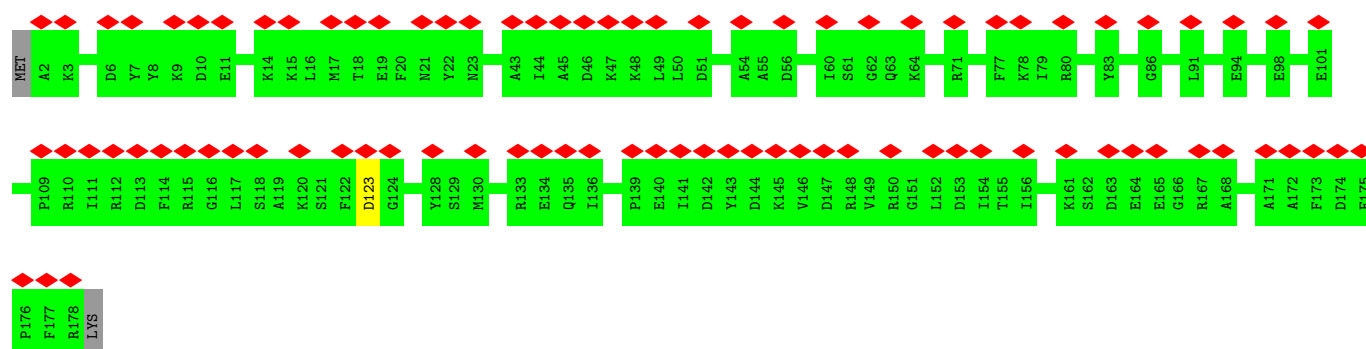 MET A2 K3 D6 Y7 Y8 K9 D10 E11 K14 K15 L16 M17 T18 E19 F20 N21 Y22 N23 A43 I44 A45 D46 K47 K48 L49 L50 D51 A54 A55 D56 I60 S61 G62 Q63 K64 R71 F77 K78 I79 R80 Y83 G86 L91 E94 E98 E101
P109 R110 I111 R112 D113 F114 R115 G116 L117 S118 A119 K120 S121 F122 D123 G124 Y128 S129 M130 R133 E134 Q135 I136 P139 E140 I141 D142 Y143 D144 K145 V146 D147 R148 V149 R150 G151 L152 D153 I154 T155 I156 K161 S162 D163 E164 E165 G166 R167 A168 A171 A172 F173 D174
P176 F177 R178 LYS